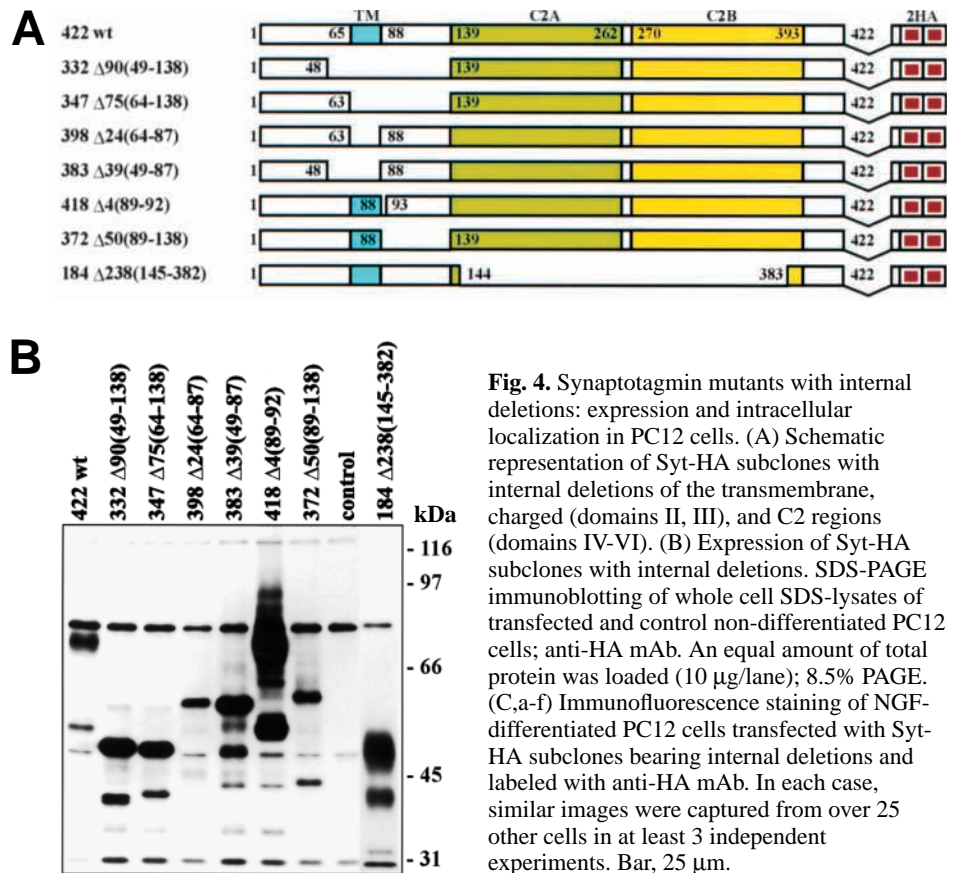 A
TM C2A C2B 2HA
422 wt 1 65 88 139 262 270 393 422
332 Δ90(49-138) 1 48 139 422
347 Δ75(64-138) 1 63 139 422
398 Δ24(64-87) 1 63 88 422
383 Δ39(49-87) 1 48 88 422
418 Δ4(89-92) 1 88 93 422
372 Δ50(89-138) 1 88 139 422
184 Δ238(145-382) 1 144 383 422
B
422 wt
332 Δ90(49-138)
347 Δ75(64-138)
398 Δ24(64-87)
383 Δ39(49-87)
418 Δ4(89-92)
372 Δ50(89-138)
control
184 Δ238(145-382)
kDa
- 116
- 97
- 66
- 45
- 31
Fig. 4. Synaptotagmin mutants with internal
deletions: expression and intracellular
localization in PC12 cells. (A) Schematic
representation of Syt-HA subclones with
internal deletions of the transmembrane,
charged (domains II, III), and C2 regions
(domains IV-VI). (B) Expression of Syt-HA
subclones with internal deletions. SDS-PAGE
immunoblotting of whole cell SDS-lysates of
transfected and control non-differentiated PC12
cells; anti-HA mAb. An equal amount of total
protein was loaded (10 μg/lane); 8.5% PAGE.
(C,a-f) Immunofluorescence staining of NGF-
differentiated PC12 cells transfected with Syt-
HA subclones bearing internal deletions and
labeled with anti-HA mAb. In each case,
similar images were captured from over 25
other cells in at least 3 independent
experiments. Bar, 25 μm.